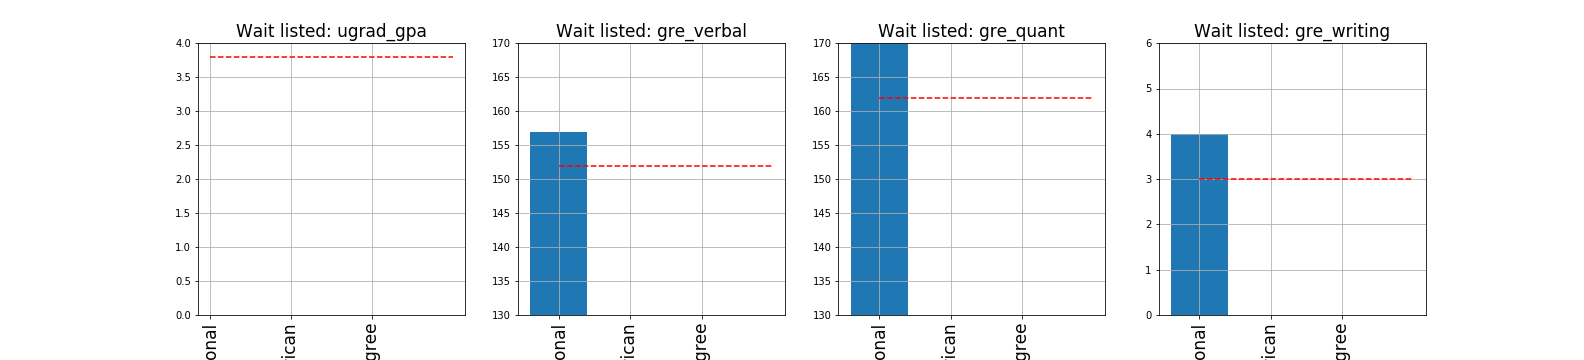 Wait listed: ugrad_gpa
4.0
3.5
3.0
2.5
2.0
1.5
1.0
0.5
0.0
onal
ican
gree
Wait listed: gre_verbal
170
165
160
155
150
145
140
135
130
onal
ican
gree
Wait listed: gre_quant
170
165
160
155
150
145
140
135
130
onal
ican
gree
Wait listed: gre_writing
6
5
4
3
2
1
0
onal
ican
gree